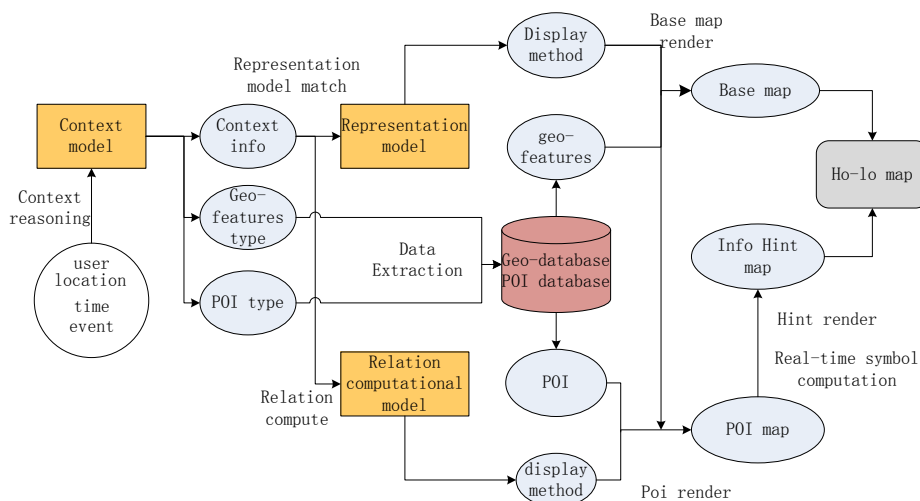 Base map
render
Display
method
Representation
model match
Base map
Context
model
Context
info
Representation
model
geo-
features
Ho-lo map
Context
reasoning
Geo-
features
type
Data
Extraction
Geo-database
POI database
Info Hint
map
user
location
time
event
POI type
Hint render
Real-time symbol
computation
Relation
computational
model
Relation
compute
POI
POI map
display
method
Poi render